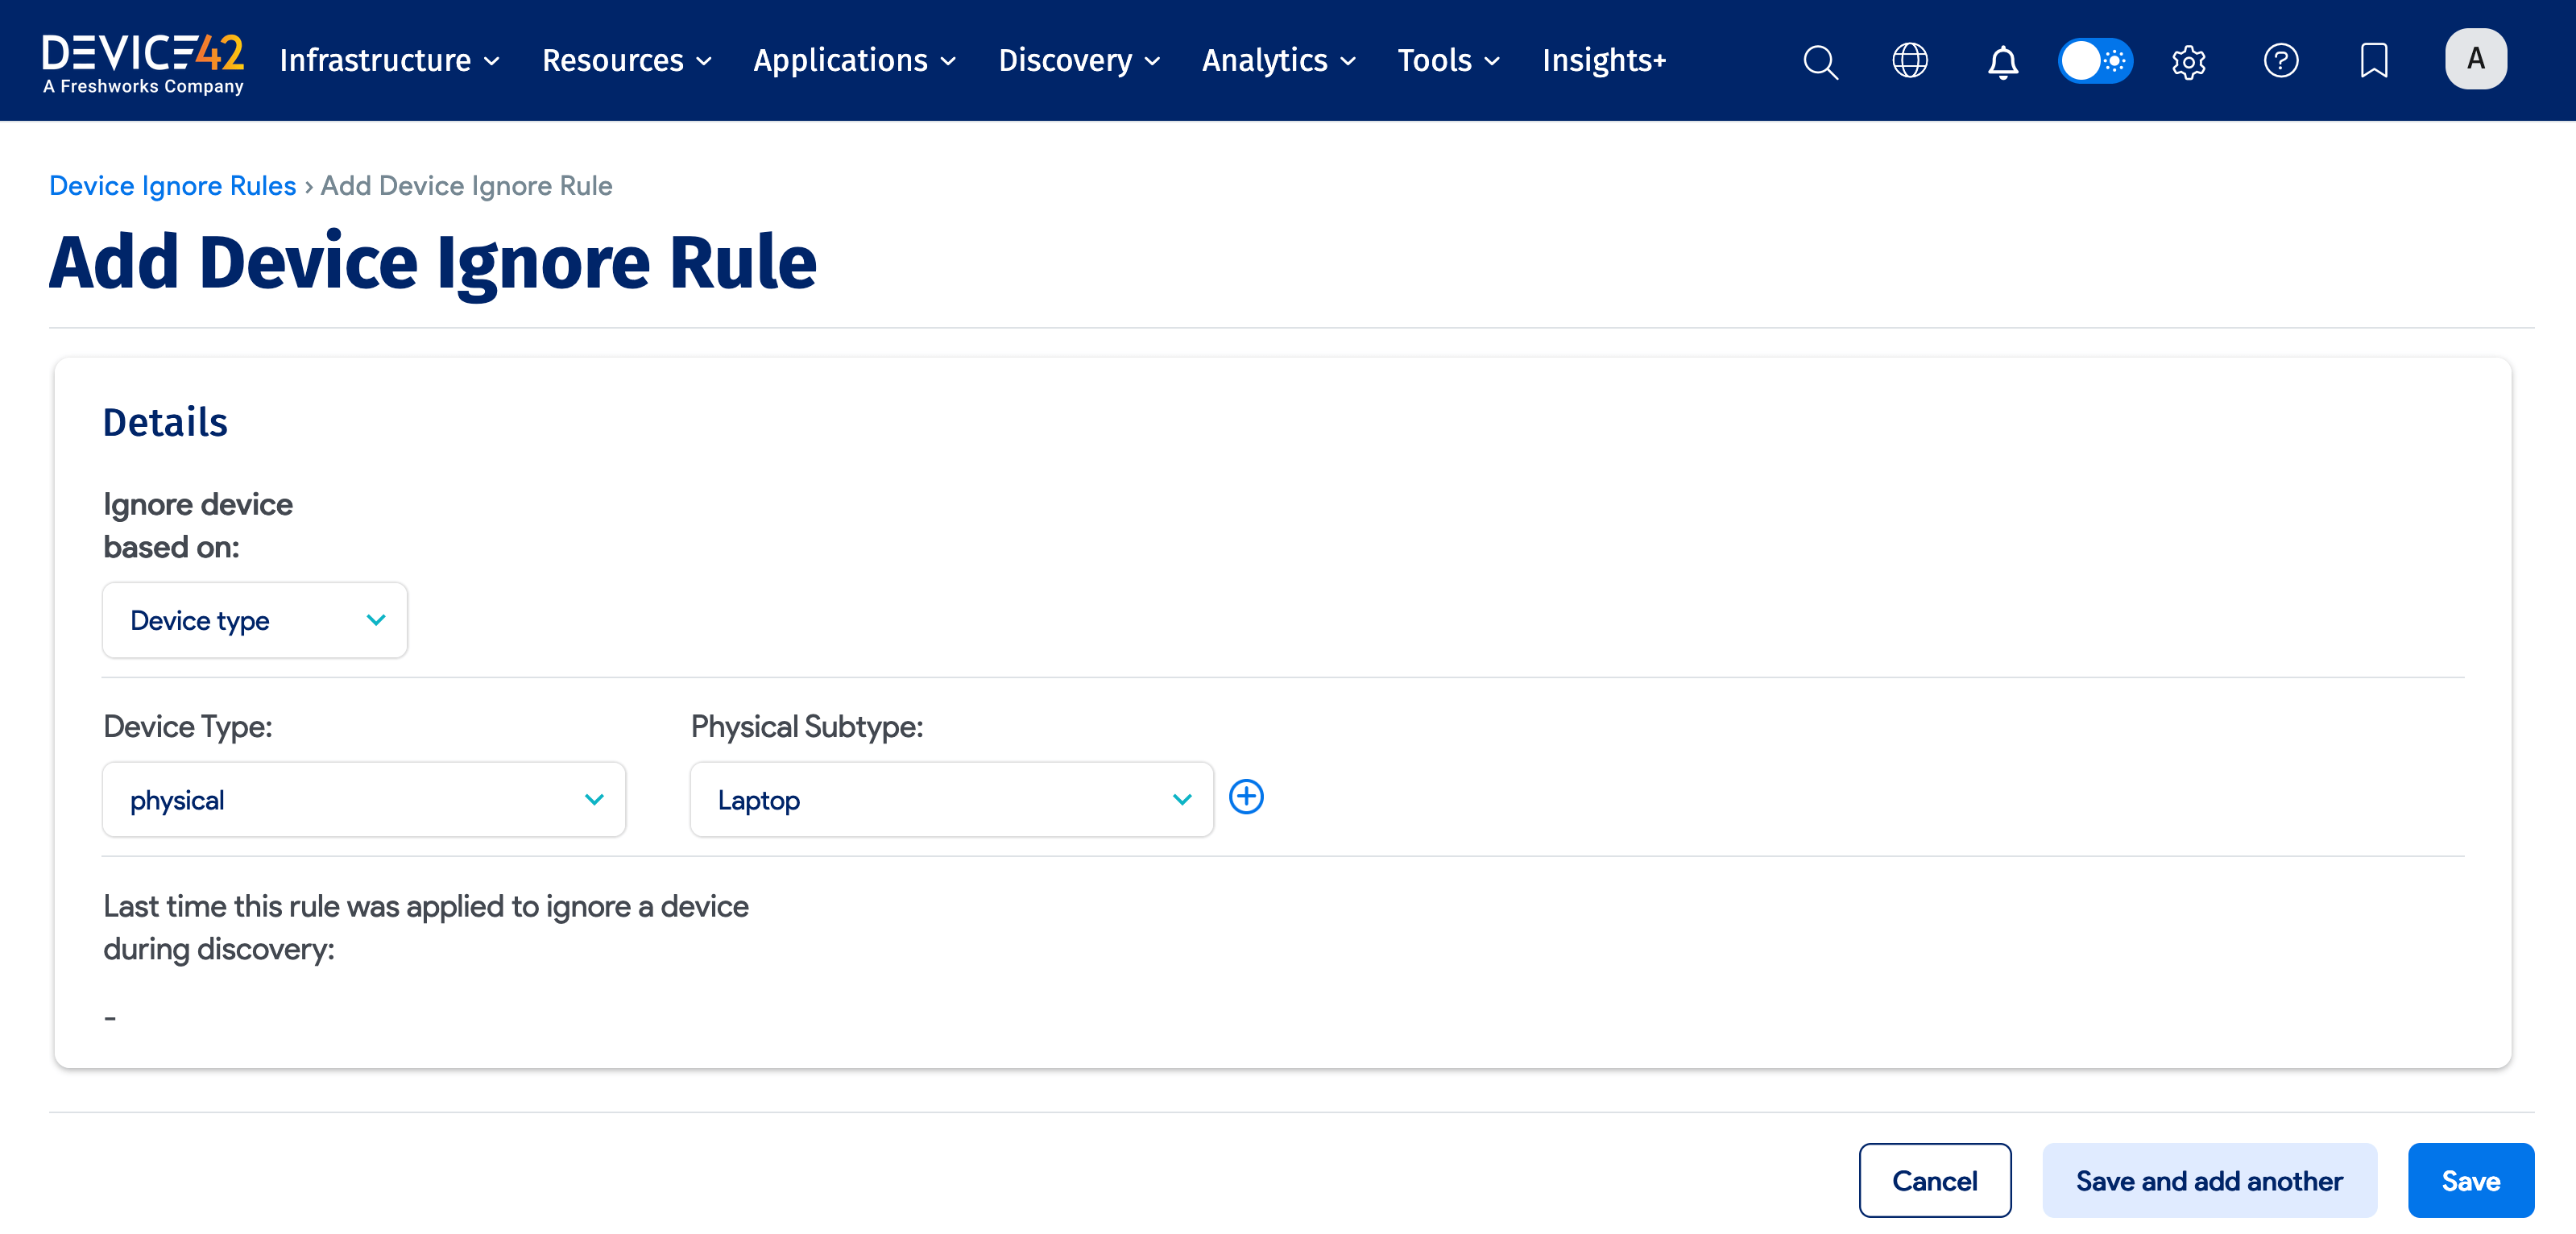 DEVICE42
A Freshworks Company
Infrastructure
Resources
Applications
Discovery
Analytics
Tools
Insights+
A
Device Ignore Rules › Add Device Ignore Rule
Add Device Ignore Rule
Details
Ignore device
based on:
Device type
Device Type:
Physical Subtype:
physical
Laptop
Last time this rule was applied to ignore a device
during discovery:
-
Cancel
Save and add another
Save